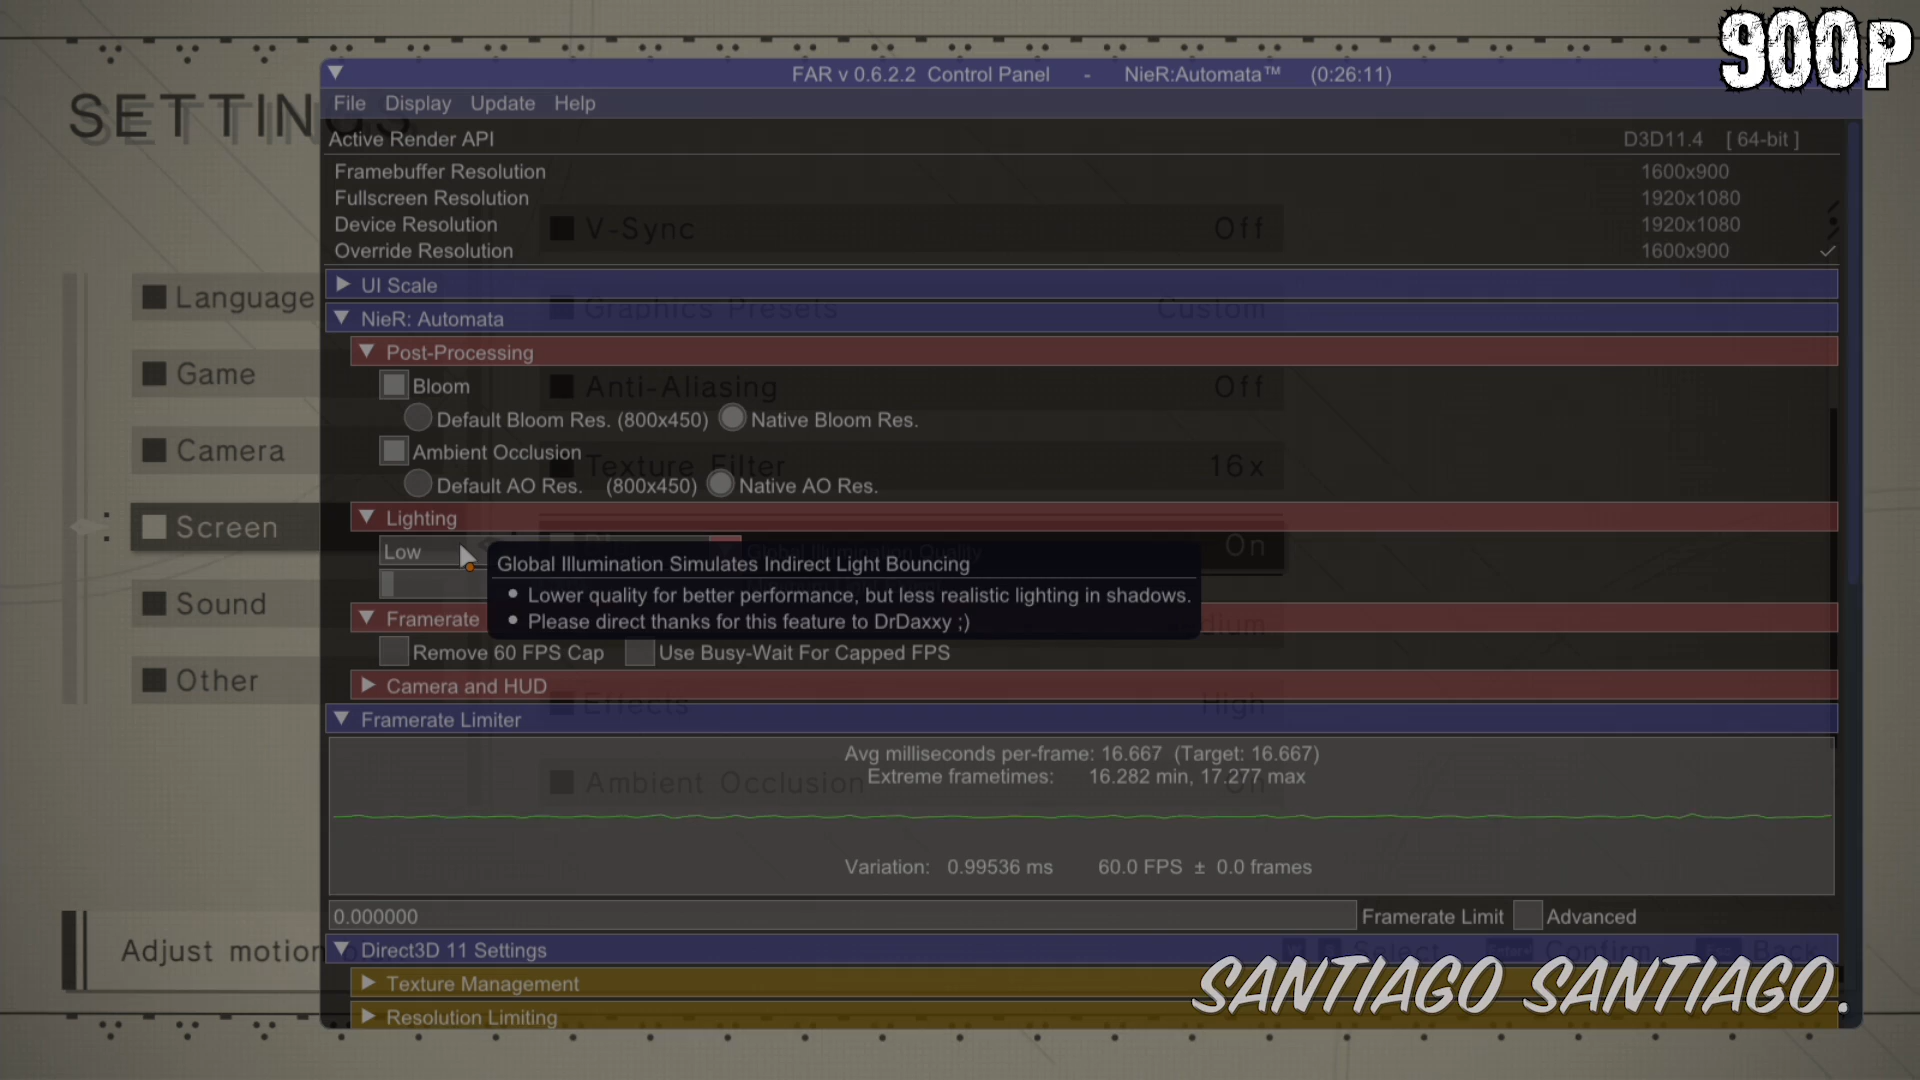 900P
SETTINGS
FAR v 0.6.2.2 Control Panel - NieR:Automata™ (0:26:11)
File Display Update Help
Active Render API D3D11.4 [ 64-bit ]
Framebuffer Resolution 1600x900
Fullscreen Resolution 1920x1080
Device Resolution 1920x1080
Override Resolution 1600x900
V-Sync Off
UI Scale
Language
Graphics Presets Custom
NieR: Automata
Post-Processing
Game
Bloom
Anti-Aliasing Off
Default Bloom Res. (800x450) Native Bloom Res.
Camera
Ambient Occlusion
Texture Filter 16x
Default AO Res. (800x450) Native AO Res.
Lighting
Screen
Low
Global Illumination Quality
On
Global Illumination Simulates Indirect Light Bouncing
Lower quality for better performance, but less realistic lighting in shadows.
Please direct thanks for this feature to DrDaxxy ;)
Sound
Framerate
Remove 60 FPS Cap Use Busy-Wait For Capped FPS
Other
Camera and HUD
Effects High
Framerate Limiter
Avg milliseconds per-frame: 16.667 (Target: 16.667)
Extreme frametimes: 16.282 min, 17.277 max
Ambient Occlusion On
Variation: 0.99536 ms 60.0 FPS ± 0.0 frames
0.000000 Framerate Limit Advanced
Adjust motion
Direct3D 11 Settings
Select Confirm Back
Texture Management
SANTIAGO SANTIAGO.
Resolution Limiting